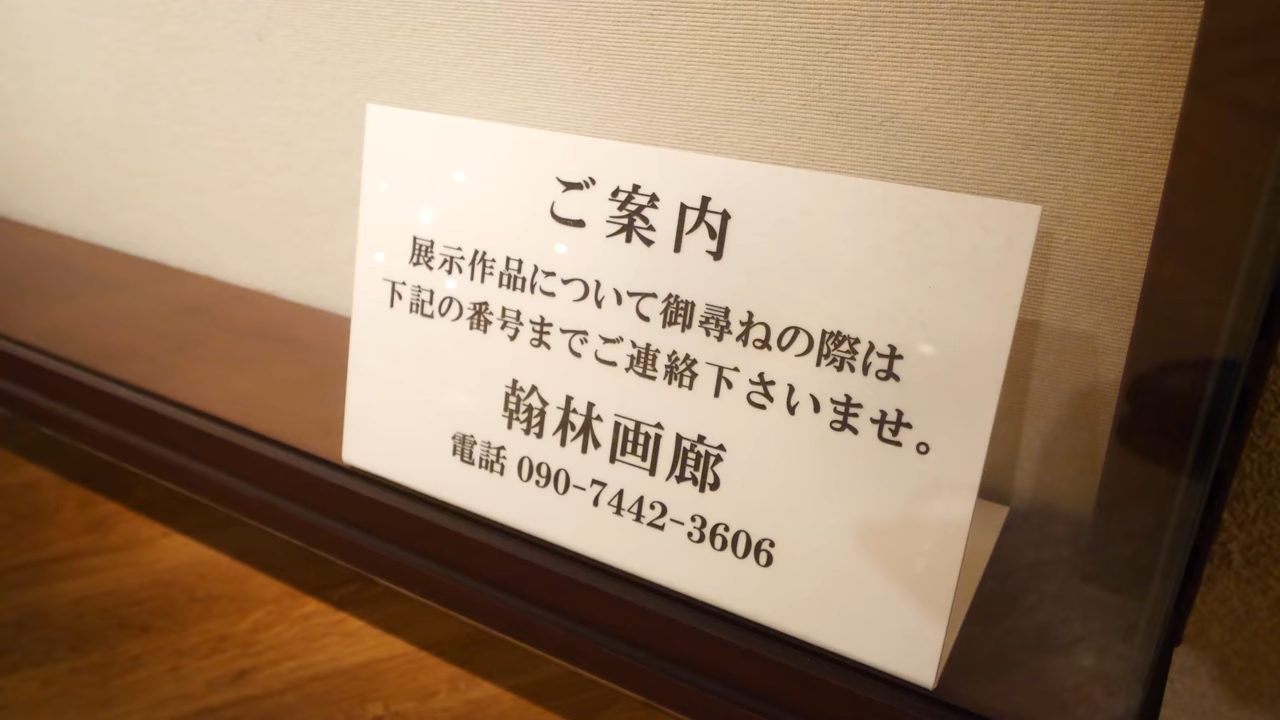 ご案内
展示作品について御尋ねの際は
下記の番号までご連絡下さいませ。
翰林画廊
電話 090-7442-3606